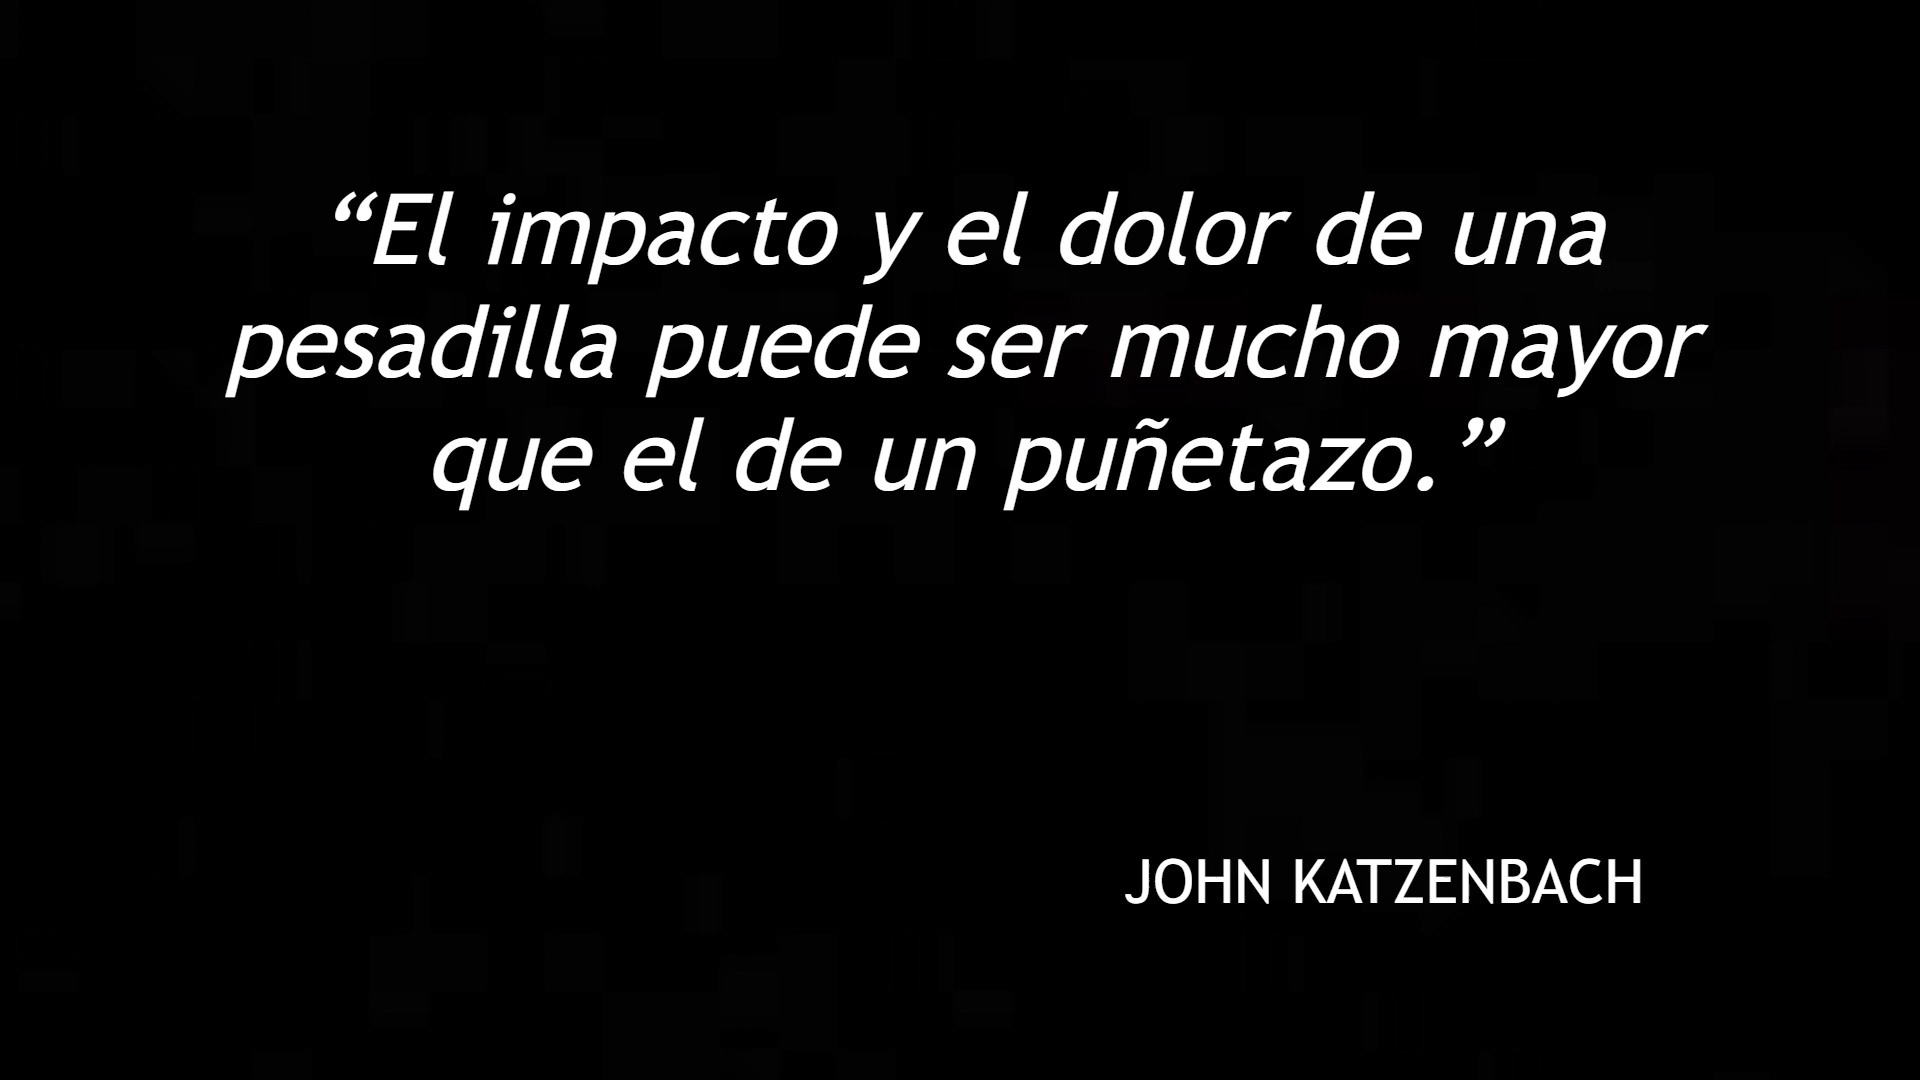 “El impacto y el dolor de una
pesadilla puede ser mucho mayor
que el de un puñetazo.”
JOHN KATZENBACH